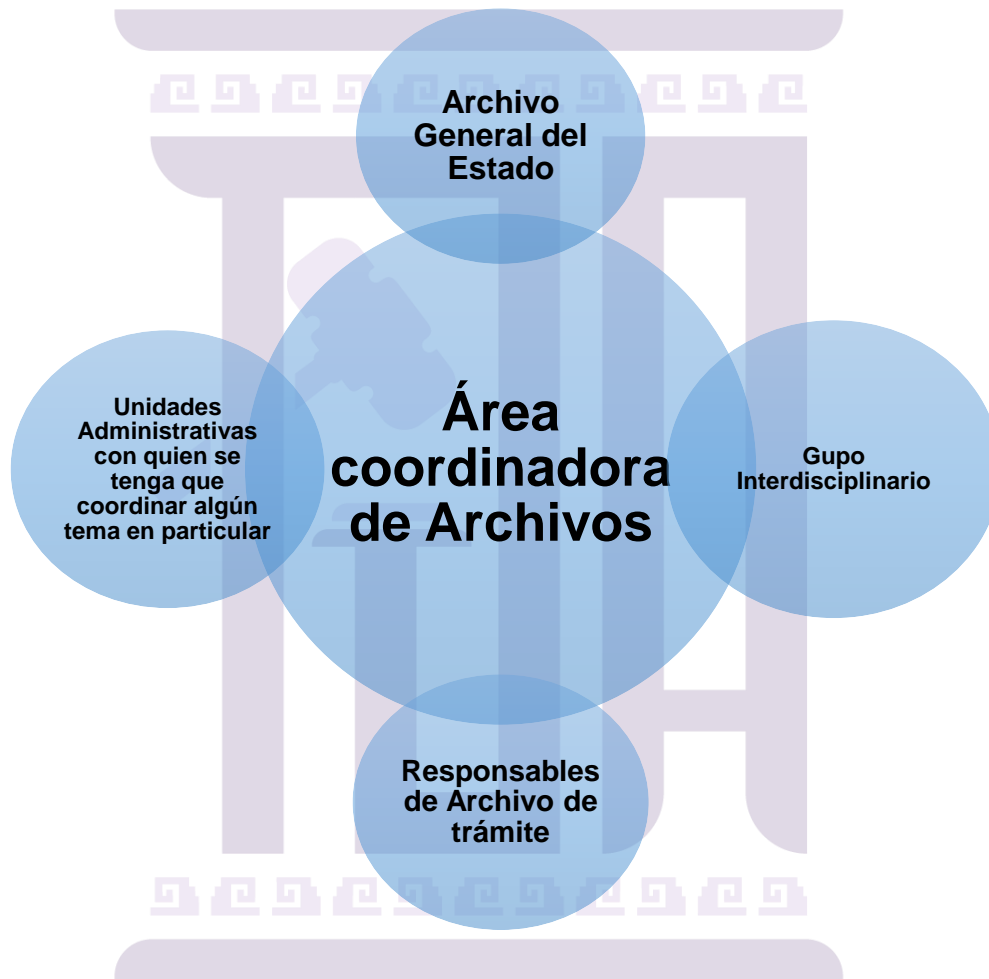 Archivo
General del
Estado
Unidades
Administrativas
con quien se
tenga que
coordinar algún
tema en particular
Área
coordinadora
de Archivos
Gupo
Interdisciplinario
Responsables
de Archivo de
trámite